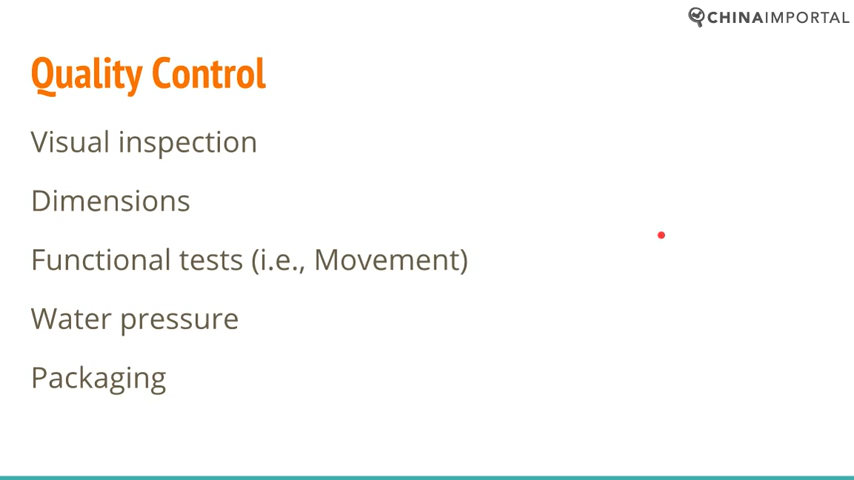 CHINAIMPORTAL
Quality Control
Visual inspection
Dimensions
Functional tests (i.e., Movement)
Water pressure
Packaging